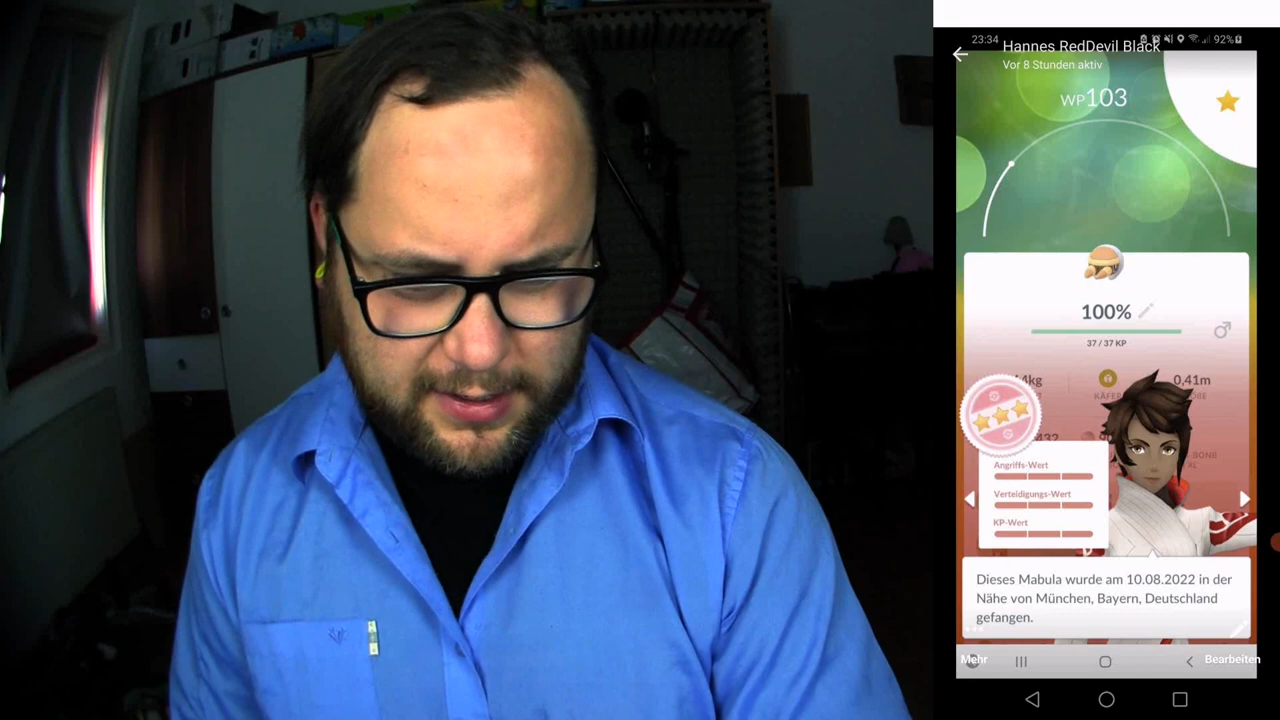 23:34
92%
Hannes RedDevil Black
Vor 8 Stunden aktiv
WP103
100%
37 / 37 KP
0,41m
Angriffs-Wert
Verteidigungs-Wert
KP-Wert
Dieses Mabula wurde am 10.08.2022 in der
Nähe von München, Bayern, Deutschland
gefangen.
Mehr
Bearbeiten